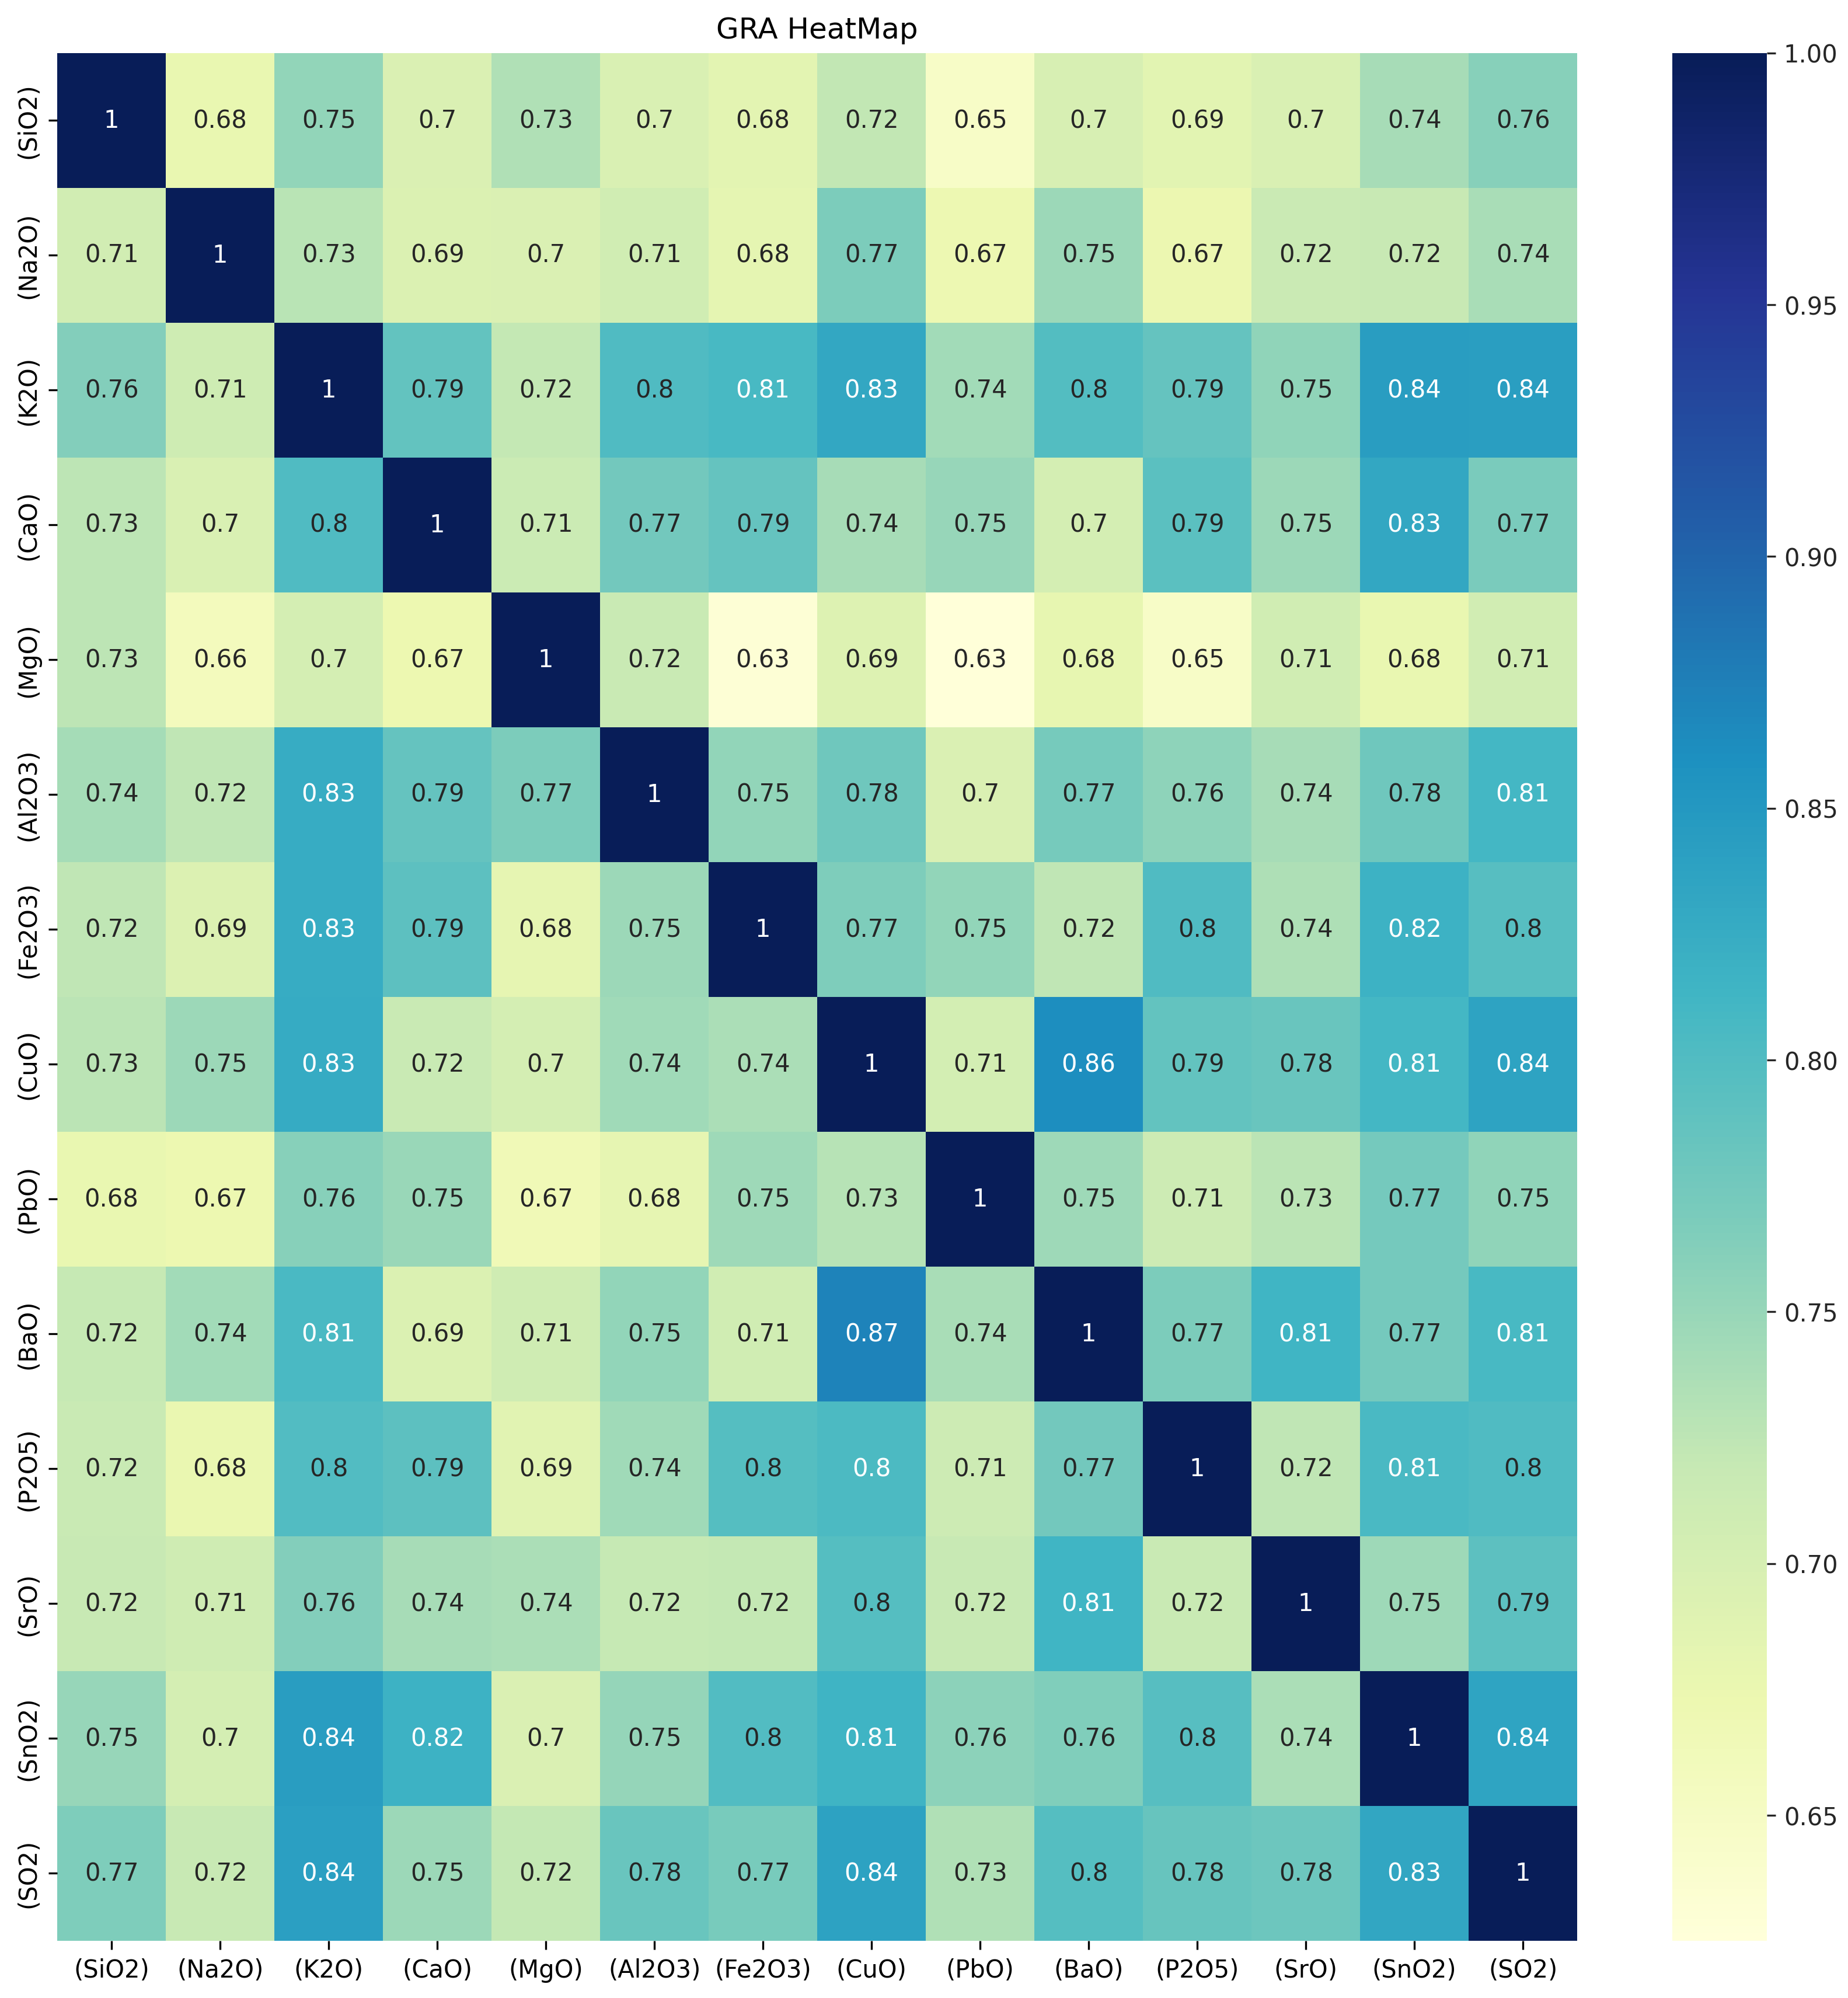 GRA HeatMap
(SiO2) 1 0.68 0.75 0.7 0.73 0.7 0.68 0.72 0.65 0.7 0.69 0.7 0.74 0.76
(Na2O) 0.71 1 0.73 0.69 0.7 0.71 0.68 0.77 0.67 0.75 0.67 0.72 0.72 0.74
(K2O) 0.76 0.71 1 0.79 0.72 0.8 0.81 0.83 0.74 0.8 0.79 0.75 0.84 0.84
(CaO) 0.73 0.7 0.8 1 0.71 0.77 0.79 0.74 0.75 0.7 0.79 0.75 0.83 0.77
(MgO) 0.73 0.66 0.7 0.67 1 0.72 0.63 0.69 0.63 0.68 0.65 0.71 0.68 0.71
(Al2O3) 0.74 0.72 0.83 0.79 0.77 1 0.75 0.78 0.7 0.77 0.76 0.74 0.78 0.81
(Fe2O3) 0.72 0.69 0.83 0.79 0.68 0.75 1 0.77 0.75 0.72 0.8 0.74 0.82 0.8
(CuO) 0.73 0.75 0.83 0.72 0.7 0.74 0.74 1 0.71 0.86 0.79 0.78 0.81 0.84
(PbO) 0.68 0.67 0.76 0.75 0.67 0.68 0.75 0.73 1 0.75 0.71 0.73 0.77 0.75
(BaO) 0.72 0.74 0.81 0.69 0.71 0.75 0.71 0.87 0.74 1 0.77 0.81 0.77 0.81
(P2O5) 0.72 0.68 0.8 0.79 0.69 0.74 0.8 0.8 0.71 0.77 1 0.72 0.81 0.8
(SrO) 0.72 0.71 0.76 0.74 0.74 0.72 0.72 0.8 0.72 0.81 0.72 1 0.75 0.79
(SnO2) 0.75 0.7 0.84 0.82 0.7 0.75 0.8 0.81 0.76 0.76 0.8 0.74 1 0.84
(SO2) 0.77 0.72 0.84 0.75 0.72 0.78 0.77 0.84 0.73 0.8 0.78 0.78 0.83 1
(SiO2) (Na2O) (K2O) (CaO) (MgO) (Al2O3) (Fe2O3) (CuO) (PbO) (BaO) (P2O5) (SrO) (SnO2) (SO2)
1.00
0.95
0.90
0.85
0.80
0.75
0.70
0.65